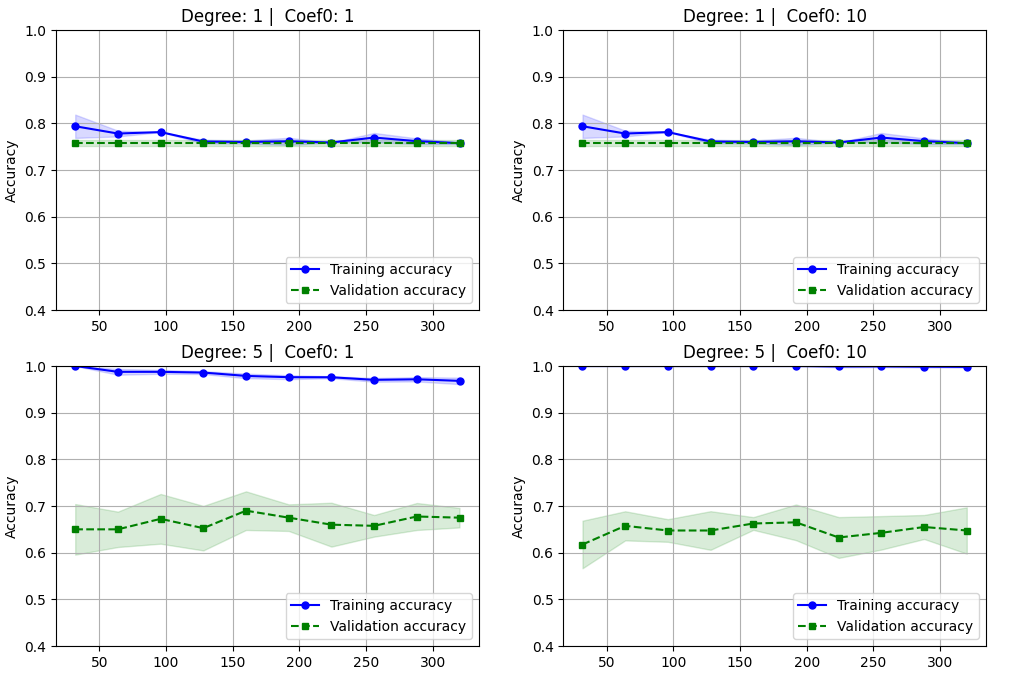 Degree: 1 | Coef0: 1
1.0
0.9
0.8
0.7
0.6
0.5
0.4
Accuracy
50 100 150 200 250 300
Training accuracy
Validation accuracy
Degree: 1 | Coef0: 10
1.0
0.9
0.8
0.7
0.6
0.5
0.4
Accuracy
50 100 150 200 250 300
Training accuracy
Validation accuracy
Degree: 5 | Coef0: 1
1.0
0.9
0.8
0.7
0.6
0.5
0.4
Accuracy
50 100 150 200 250 300
Training accuracy
Validation accuracy
Degree: 5 | Coef0: 10
1.0
0.9
0.8
0.7
0.6
0.5
0.4
Accuracy
50 100 150 200 250 300
Training accuracy
Validation accuracy